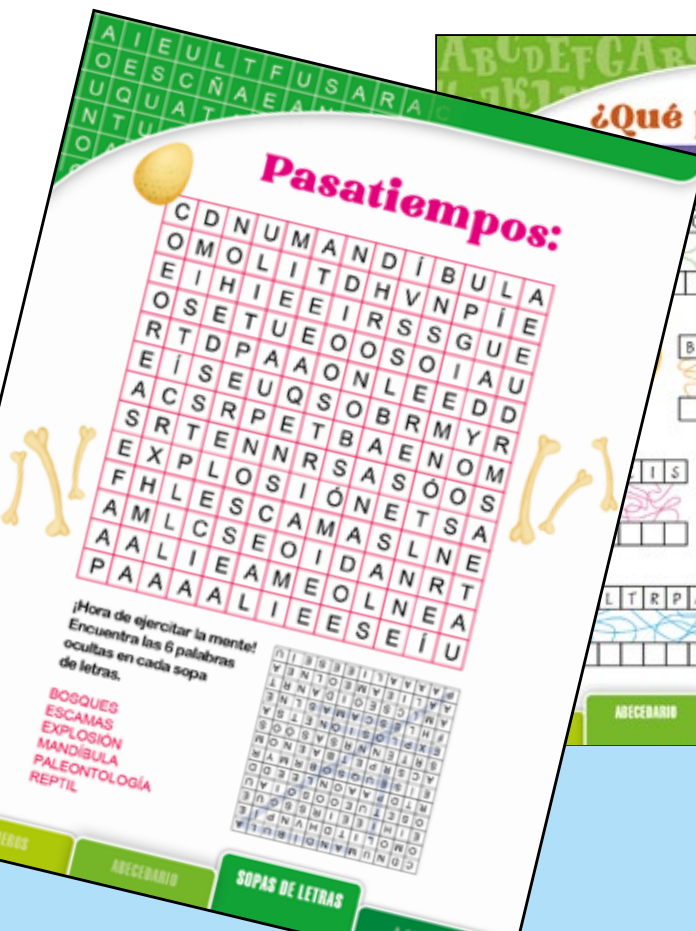 A I E U L T F U S A R A C
O E S C Ñ A E A
U Q U A T
N T U
O
Pasatiempos:
C D N U M A N D Í B U L A
O M O L I T D H V N P Í E
E I H I E E I R S S G U E
O S E T U E O O S O I A U
R T D P A A O N L E E D D
E Í S E U Q S O B R M Y R
A C S R P E T B A E N O M
S R T E N N R S A S Ó O S
E X P L O S I Ó N E T S A
F H L E S C A M A S L N E
A M L C S E O I D A N R T
A A L I E A M E O L N E A
P A A A A L I E E S E Í U
¡Hora de ejercitar la mente!
Encuentra las 6 palabras
ocultas en cada sopa
de letras.
BOSQUES
ESCAMAS
EXPLOSIÓN
MANDÍBULA
PALEONTOLOGÍA
REPTIL
ABECEDARIO
SOPAS DE LETRAS
ABCDEFGAB
¿Qué
B
I S
L T R P
ABECEDARIO